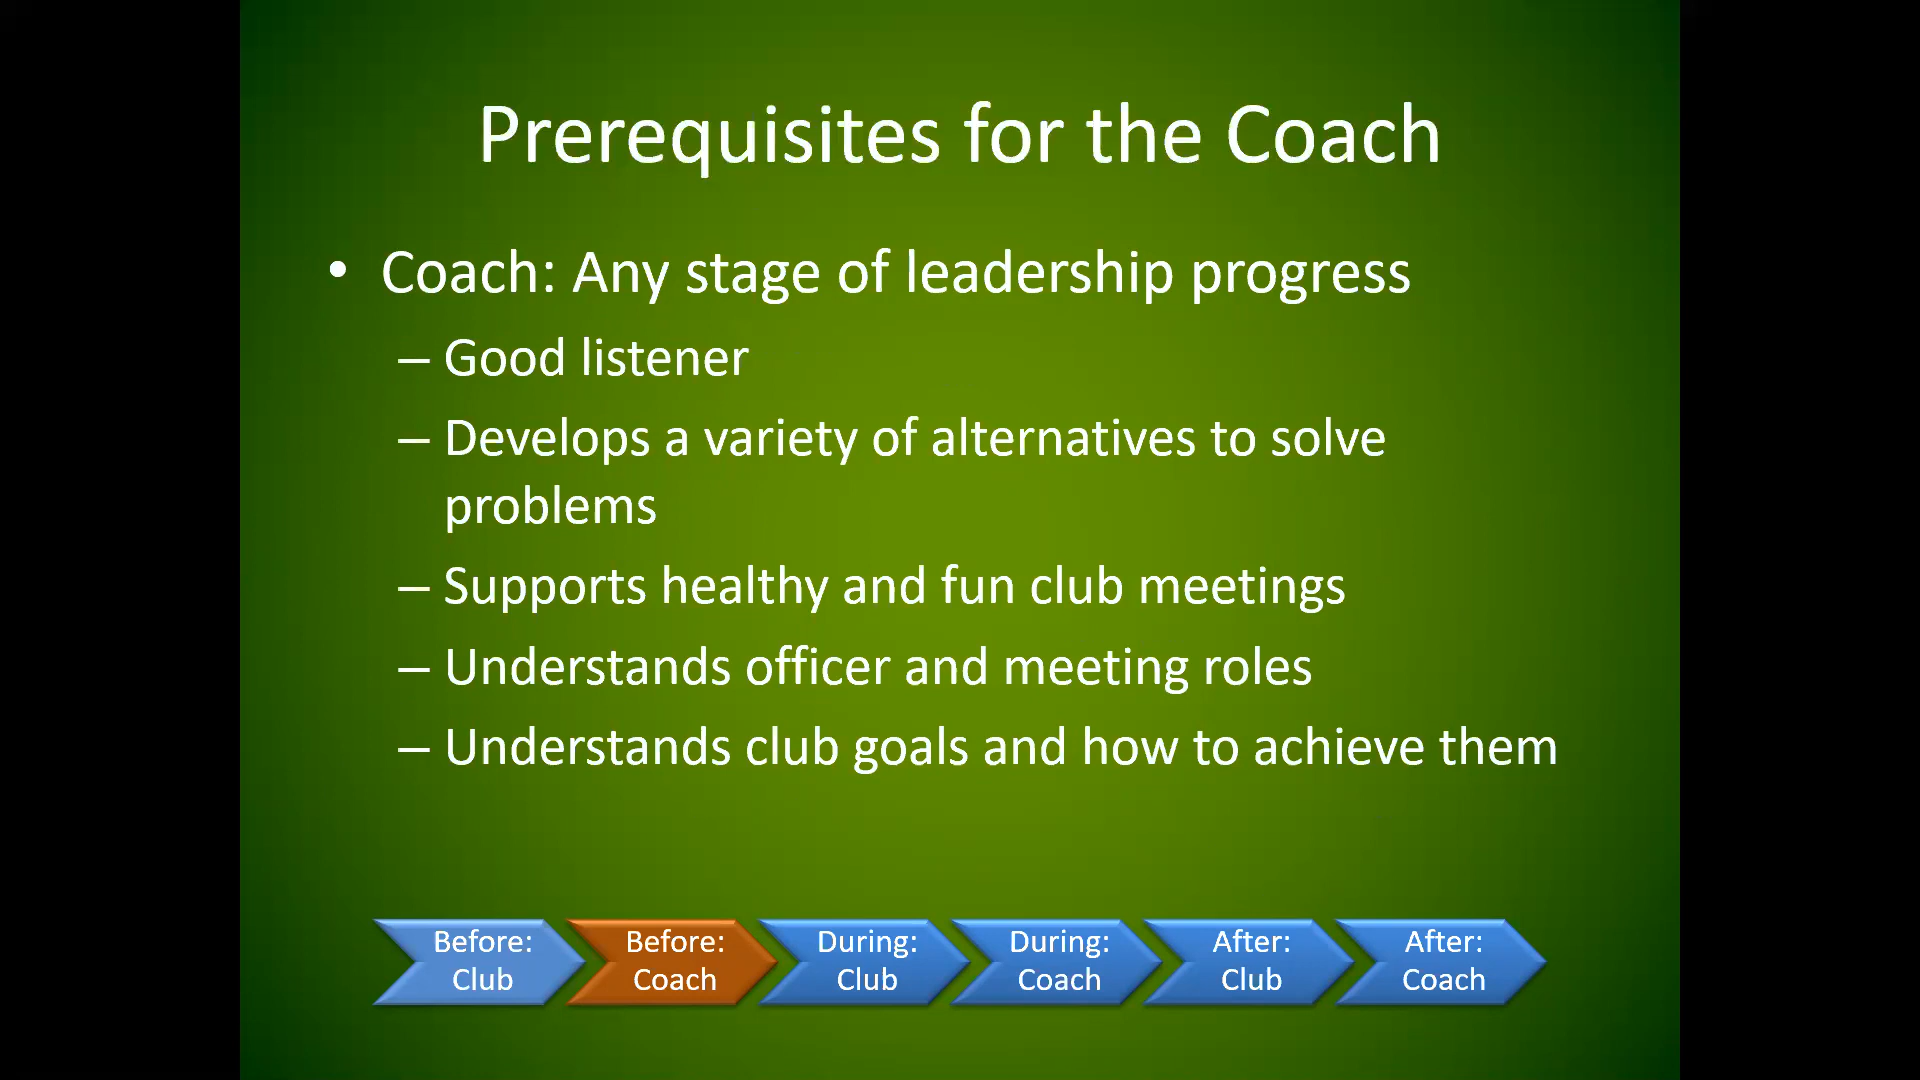 Prerequisites for the Coach
• Coach: Any stage of leadership progress
– Good listener
– Develops a variety of alternatives to solve
problems
– Supports healthy and fun club meetings
– Understands officer and meeting roles
– Understands club goals and how to achieve them
Before:
Club
Before:
Coach
During:
Club
During:
Coach
After:
Club
After:
Coach